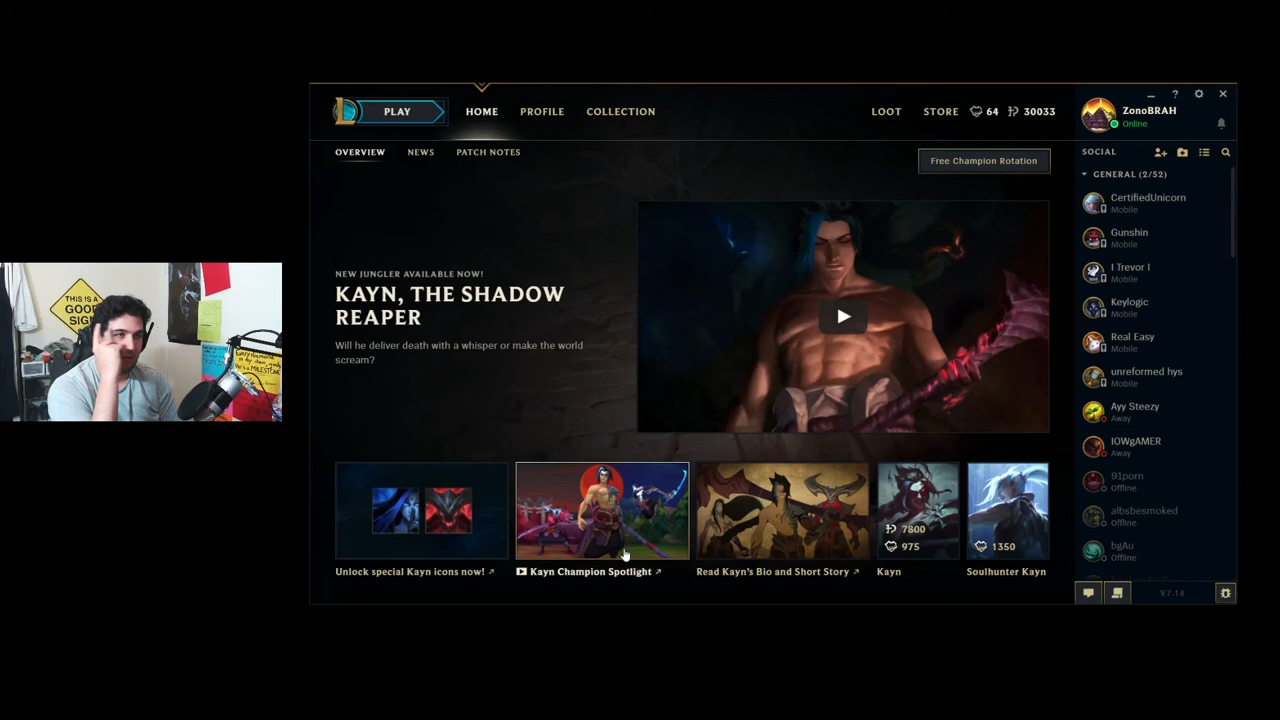 PLAY
HOME
PROFILE
COLLECTION
LOOT
STORE
64
30033
ZonoBRAH
Online
OVERVIEW
NEWS
PATCH NOTES
Free Champion Rotation
SOCIAL
GENERAL (2/52)
NEW JUNGLER AVAILABLE NOW!
KAYN, THE SHADOW
REAPER
Will he deliver death with a whisper or make the world
scream?
THIS IS A
GOOD
SIGN
7800
975
1350
Unlock special Kayn icons now!
Kayn Champion Spotlight
Read Kayn's Bio and Short Story
Kayn
Soulhunter Kayn
CertifiedUnicorn
Mobile
Gunshin
Mobile
I Trevor I
Mobile
Keylogic
Mobile
Real Easy
Mobile
unreformed hys
Mobile
Ayy Steezy
Away
IOWgAMER
Away
91porn
Offline
albsbesmoked
Offline
bgAu
Offline
V7.14